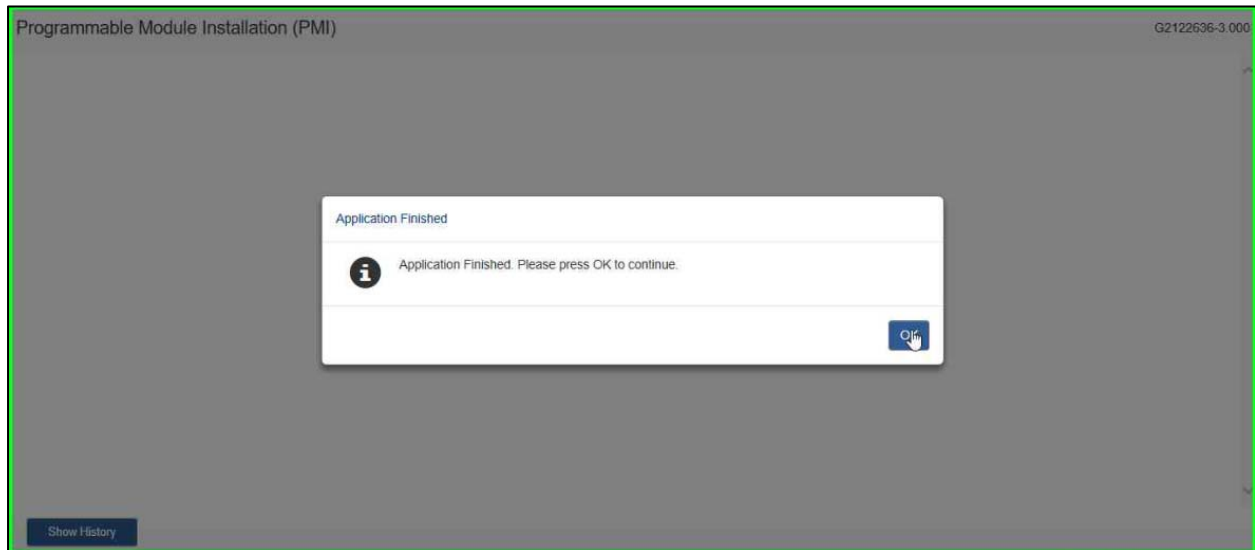 Programmable Module Installation (PMI)
G2122636-3.000
Application Finished
Application Finished. Please press OK to continue.
OK
Show History